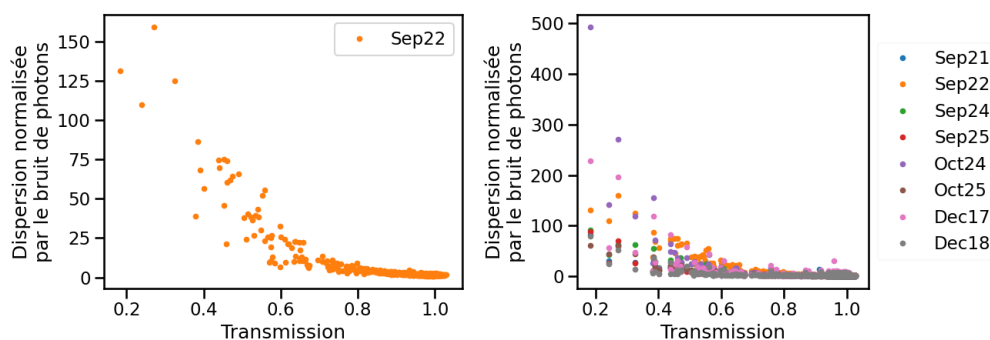 Dispersion normalisée
par le bruit de photons
150
125
100
75
50
25
0
0.2
0.4
0.6
0.8
1.0
Transmission
Sep22
Dispersion normalisée
par le bruit de photons
500
400
300
200
100
0
0.2
0.4
0.6
0.8
1.0
Transmission
Sep21
Sep22
Sep24
Sep25
Oct24
Oct25
Dec17
Dec18